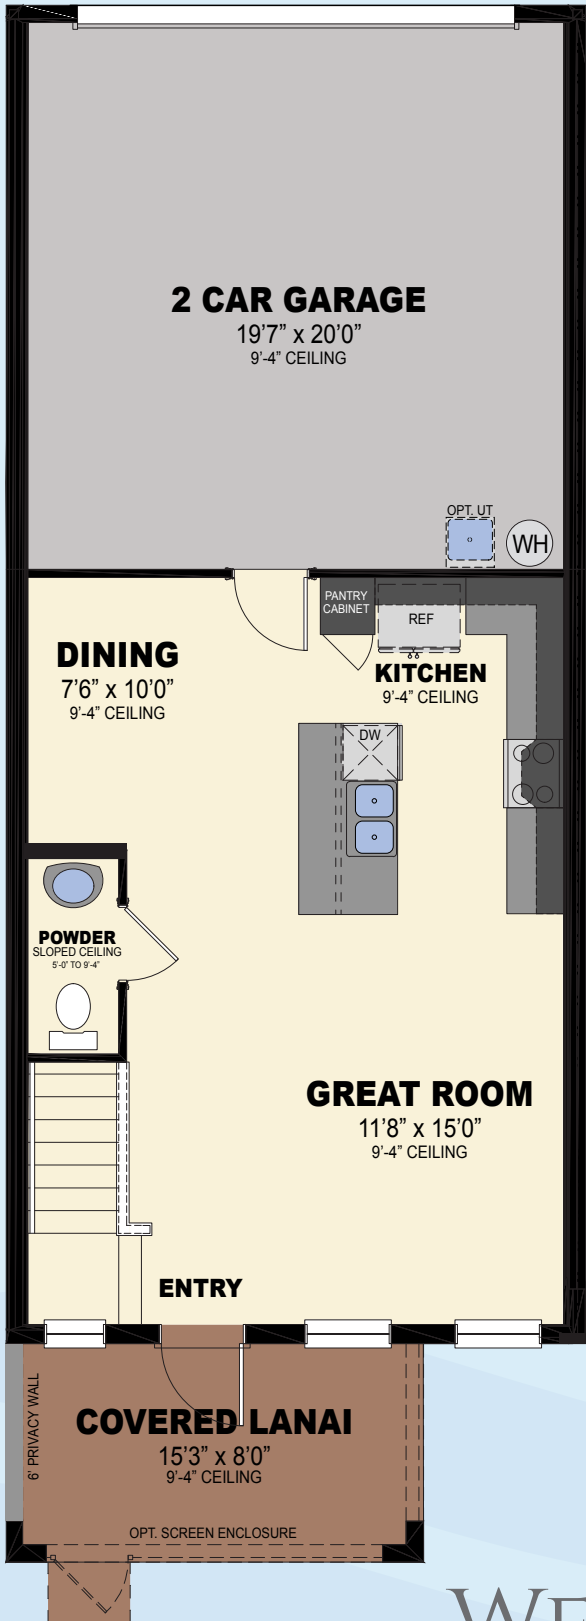 2 CAR GARAGE
19'7” x 20'0”
9'-4” CEILING
OPT. UT
WH
PANTRY
CABINET
REF
DINING
7'6” x 10'0”
9'-4” CEILING
KITCHEN
9'-4” CEILING
DW
POWDER
SLOPED CEILING
5'-0” TO 9'-4”
GREAT ROOM
11'8” x 15'0”
9'-4” CEILING
ENTRY
6' PRIVACY WALL
COVERED LANAI
15'3” x 8'0”
9'-4” CEILING
OPT. SCREEN ENCLOSURE